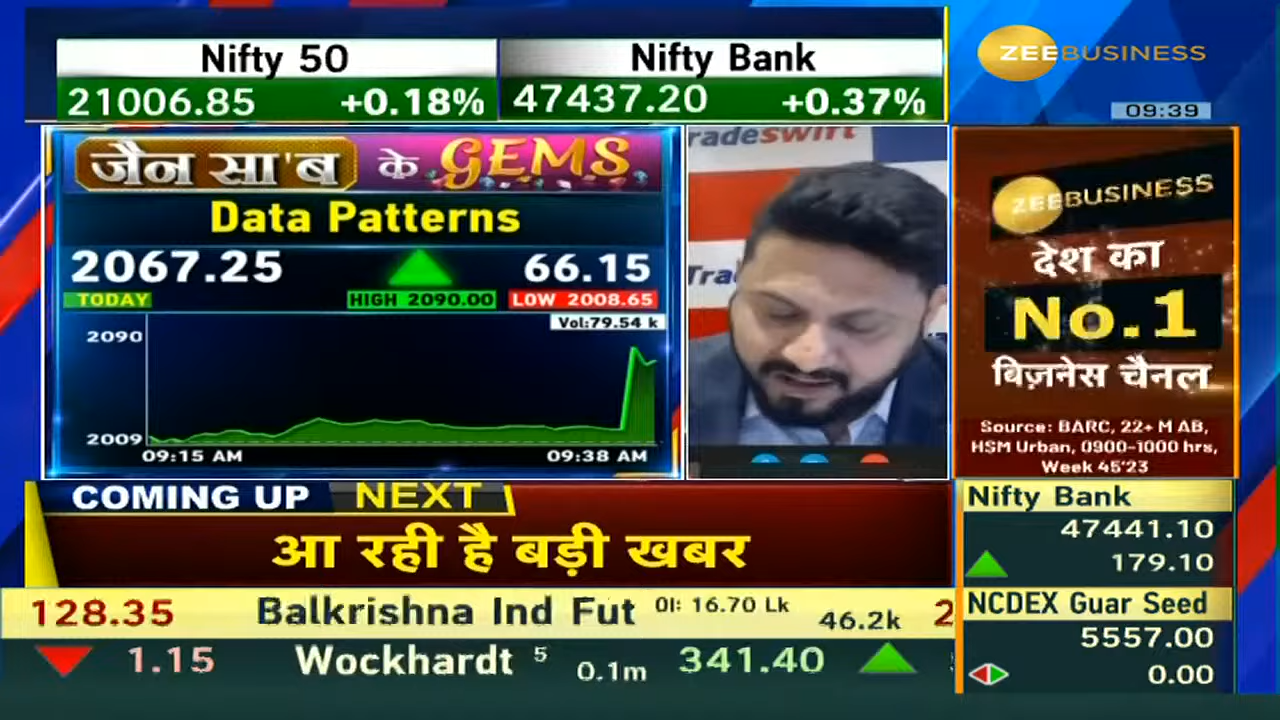 Nifty 50
Nifty Bank
21006.85 +0.18%
47437.20 +0.37%
ZEEBUSINESS
09:39
जैन सा'ब के GEMS
Data Patterns
2067.25 66.15
TODAY HIGH 2090.00 LOW 2008.65
Vol:79.54 k
2090
2009
09:15 AM 09:38 AM
radeswift
Trad
ZEEBUSINESS
देश का
No.1
बिज़नेस चैनल
Source: BARC, 22+ M AB,
HSM Urban, 0900-1000 hrs,
Week 45'23
COMING UP NEXT
आ रही है बड़ी खबर
Nifty Bank
47441.10
179.10
NCDEX Guar Seed
5557.00
0.00
128.35 Balkrishna Ind Fut OI: 16.70 Lk 46.2k 2
1.15 Wockhardt 5 0.1m 341.40